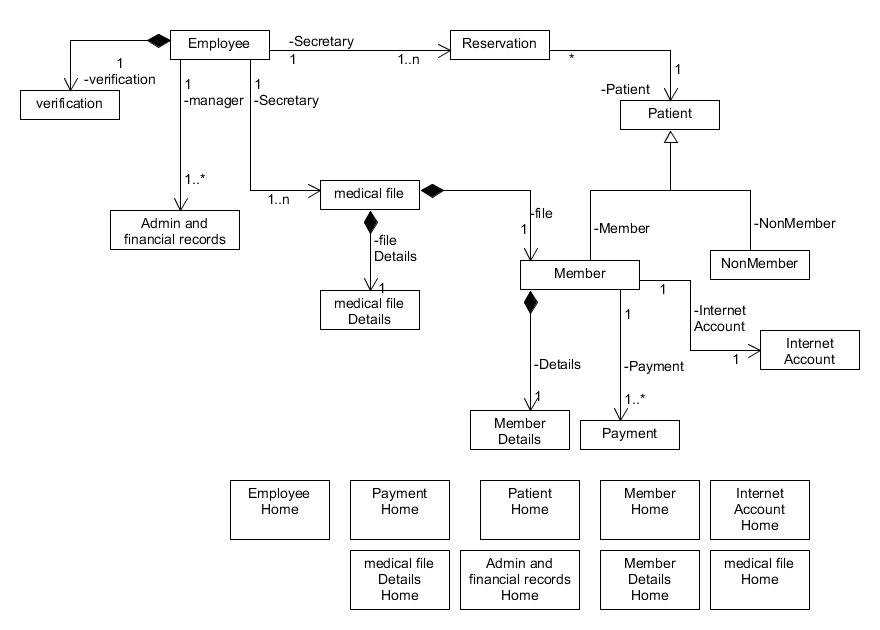 Employee
-Secretary
1
1..n
Reservation
*
1
-Patient
Patient
1
-verification
verification
1
-manager
1
-Secretary
1..*
1..n
Admin and
financial records
medical file
-file
1
-file
Details
1
medical file
Details
-Member
-NonMember
Member
NonMember
1
-Internet
Account
1
Internet
Account
-Details
1
Member
Details
1
-Payment
1..*
Payment
Employee
Home
Payment
Home
Patient
Home
Member
Home
Internet
Account
Home
medical file
Details
Home
Admin and
financial records
Home
Member
Details
Home
medical file
Home